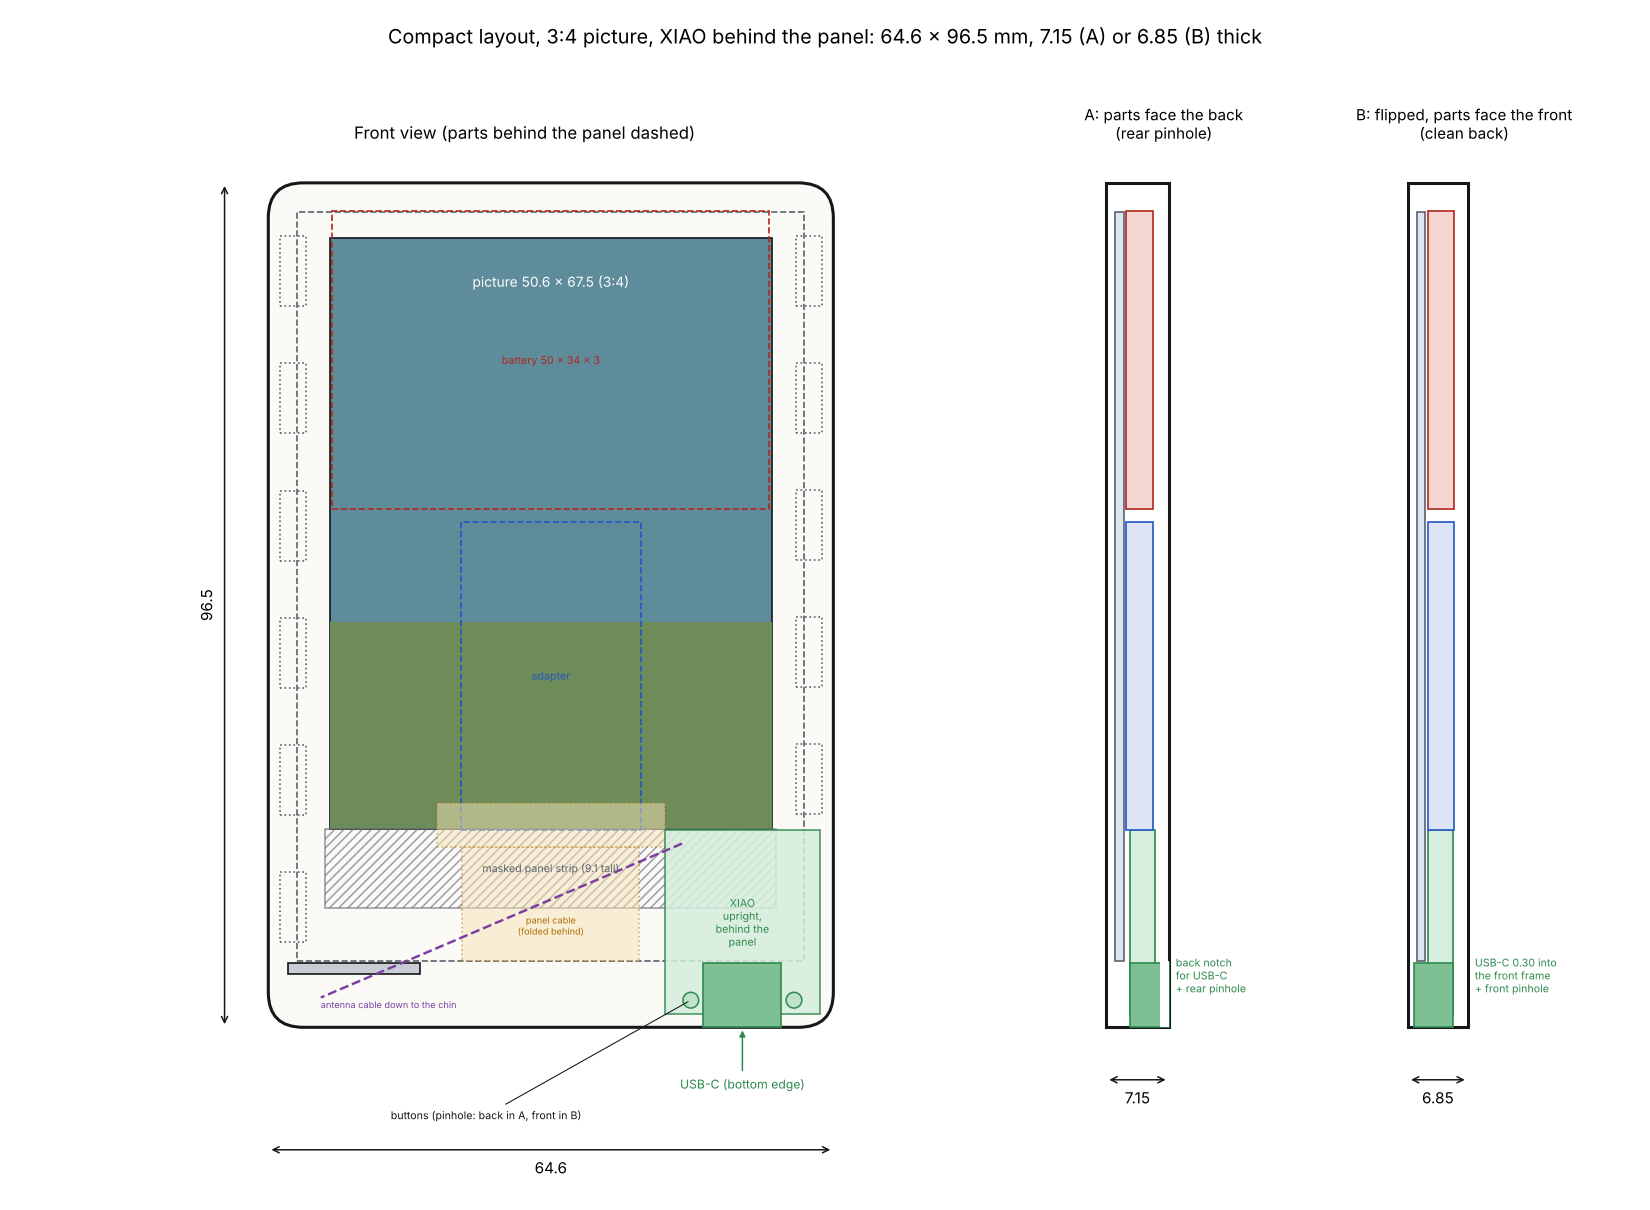 Compact layout, 3:4 picture, XIAO behind the panel: 64.6 × 96.5 mm, 7.15 (A) or 6.85 (B) thick
Front view (parts behind the panel dashed)
A: parts face the back
(rear pinhole)
B: flipped, parts face the front
(clean back)
picture 50.6 × 67.5 (3:4)
battery 50 × 34 × 3
96.5
adapter
masked panel strip (9.1 tall)
panel cable
(folded behind)
XIAO
upright,
behind the
panel
antenna cable down to the chin
back notch
for USB-C
+ rear pinhole
USB-C 0.30 into
the front frame
+ front pinhole
USB-C (bottom edge)
buttons (pinhole: back in A, front in B)
7.15
6.85
64.6